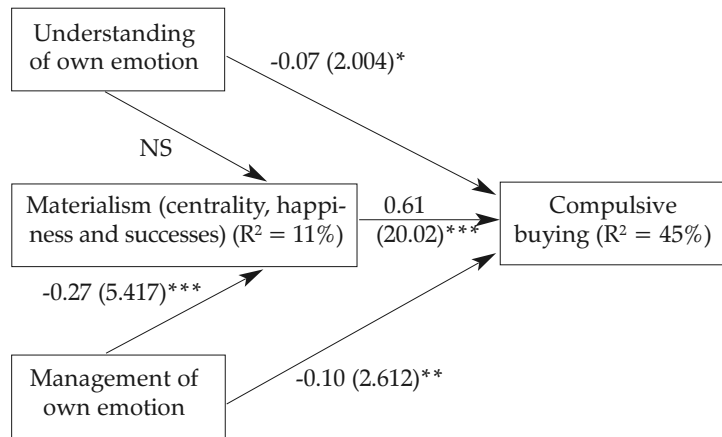 Understanding
of own emotion
-0.07 (2.004)*
NS
Materialism (centrality, happi-
ness and successes) (R² = 11%)
0.61
(20.02)***
Compulsive
buying (R² = 45%)
-0.27 (5.417)***
Management of
own emotion
-0.10 (2.612)**